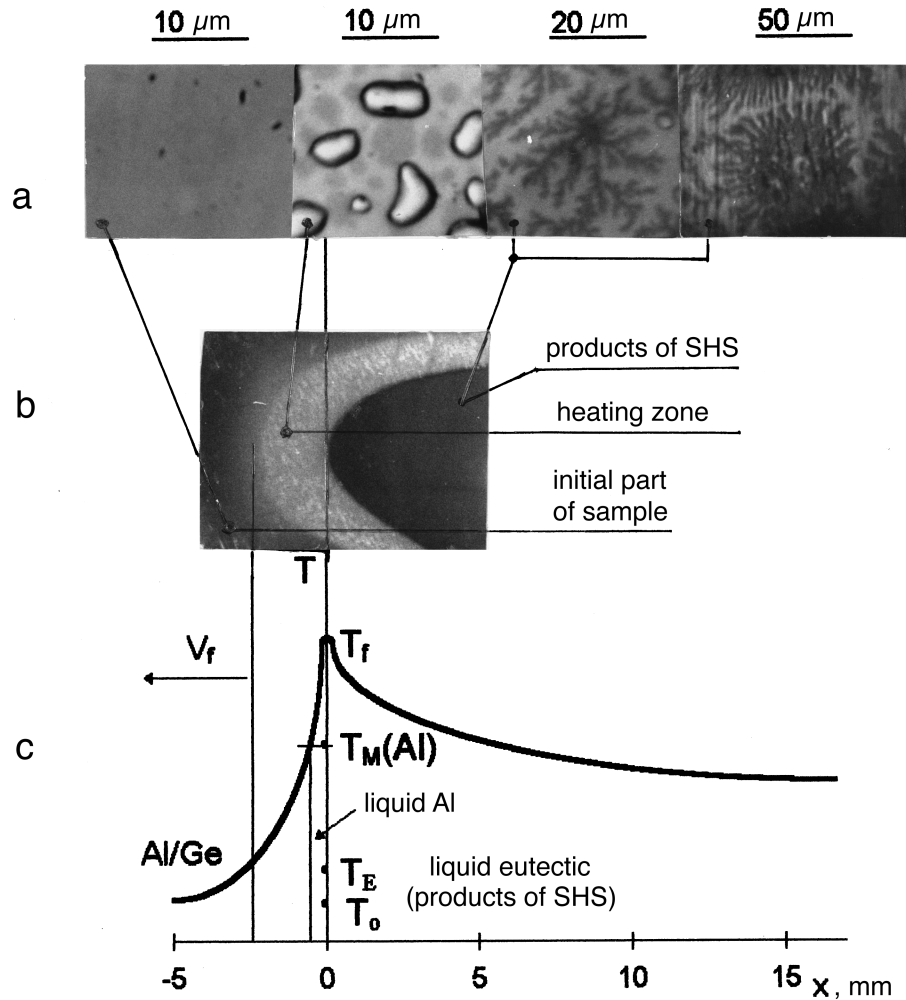 10 μm
10 μm
20 μm
50 μm
a
products of SHS
b
heating zone
initial part
of sample
T
T_f
V_f
c
T_M(Al)
liquid Al
Al/Ge
T_E
liquid eutectic
(products of SHS)
T_o
-5
0
5
10
15
x, mm